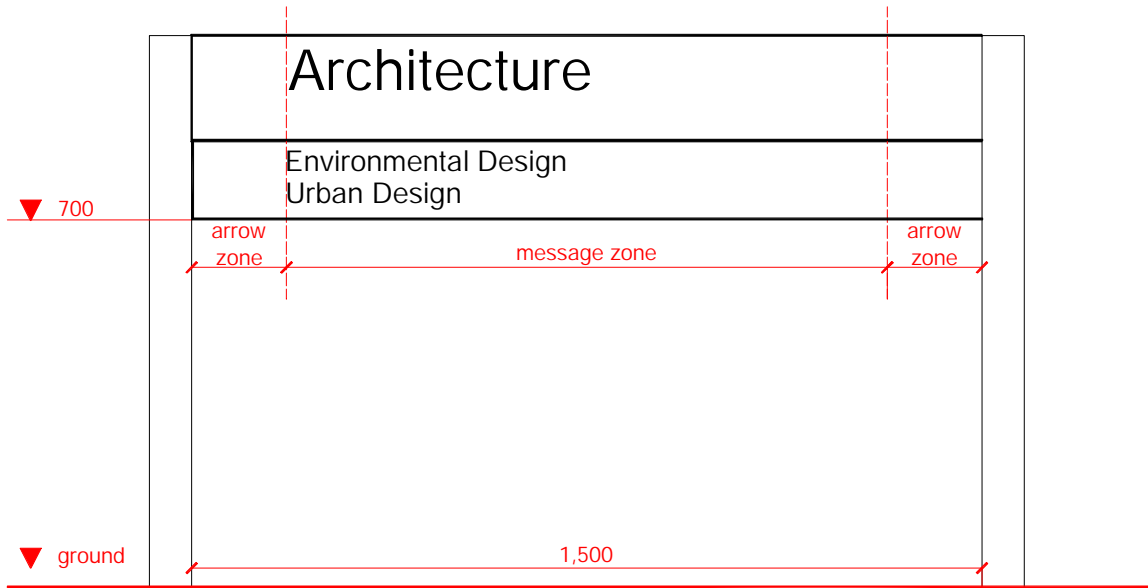 Architecture
Environmental Design
Urban Design
700
arrow
zone
message zone
arrow
zone
ground
1,500